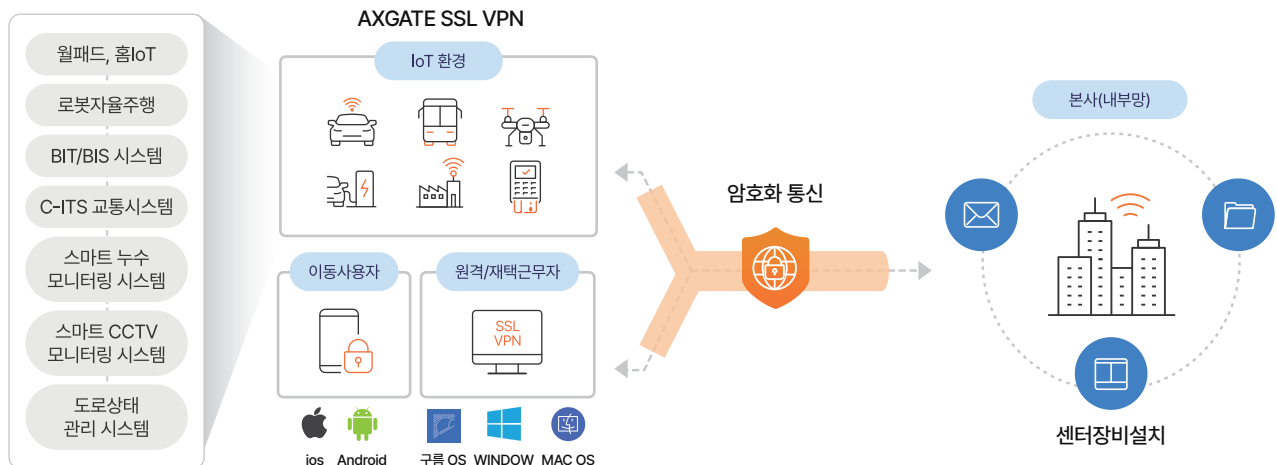 월패드, 홈IoT
로봇자율주행
BIT/BIS 시스템
C-ITS 교통시스템
스마트 누수
모니터링 시스템
스마트 CCTV
모니터링 시스템
도로상태
관리 시스템
AXGATE SSL VPN
IoT 환경
이동사용자
원격/재택근무자
SSL
VPN
ios
Android
구름 OS
WINDOW
MAC OS
암호화 통신
본사(내부망)
센터장비설치